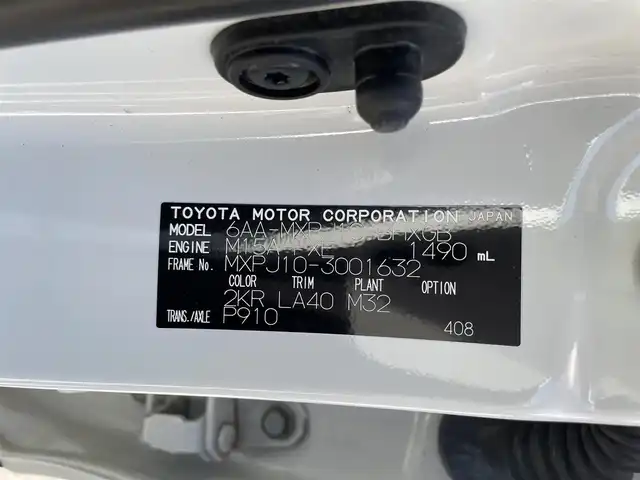 TOYOTA MOTOR CORPORATION JAPAN
MODEL
ENGINE 1490 mL
FRAME No. MXPJ10-3001632
COLOR TRIM PLANT OPTION
2KR LA40 M32
TRANS./AXLE P910
408